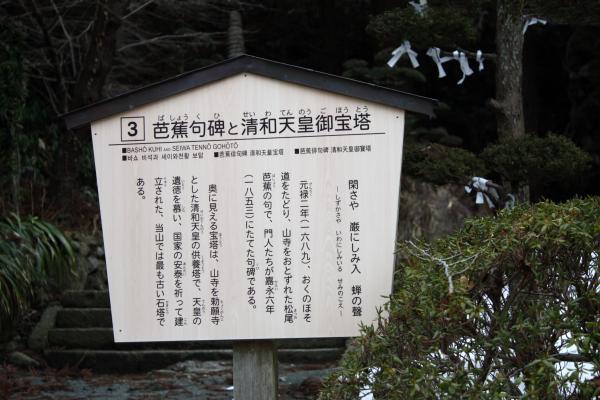 3 芭蕉句碑と清和天皇御宝塔
■BASHŌ KUHI AND SEIWA TENNŌ GOHŌTŌ ■芭蕉俳句碑 清和天皇宝塔 ■芭蕉俳句碑 清和天皇御寶塔
■바쇼 바석과 세이와천황 보탑
閑さや 巌にしみ入 蝉の聲
―しずかさや いわにしみいる せみのこえ―
元禄二年(一六八九)、おくのほそ
道をたどり、山寺をおとずれた松尾
芭蕉の句で、門人たちが嘉永六年
(一八五三)にたてた句碑である。
奥に見える宝塔は、山寺を勅願寺
とした清和天皇の供養塔で、天皇の
遺徳を慕い、国家の安泰を祈って建
立された、当山では最も古い石塔で
ある。